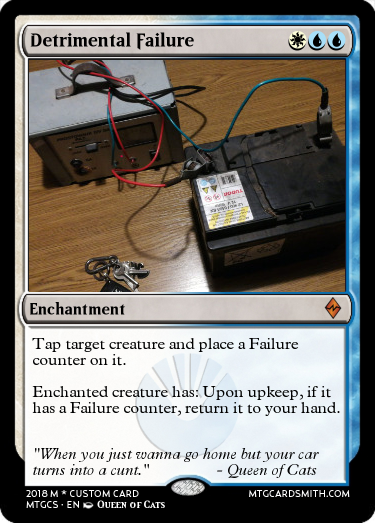 Detrimental Failure
Enchantment
Tap target creature and place a Failure
counter on it.
Enchanted creature has: Upon upkeep, if it
has a Failure counter, return it to your hand.
"When you just wanna go home but your car
turns into a cunt." - Queen of Cats
2018 M * CUSTOM CARD
MTGCARDSMITH.COM
MTGCS · EN QUEEN OF CATS